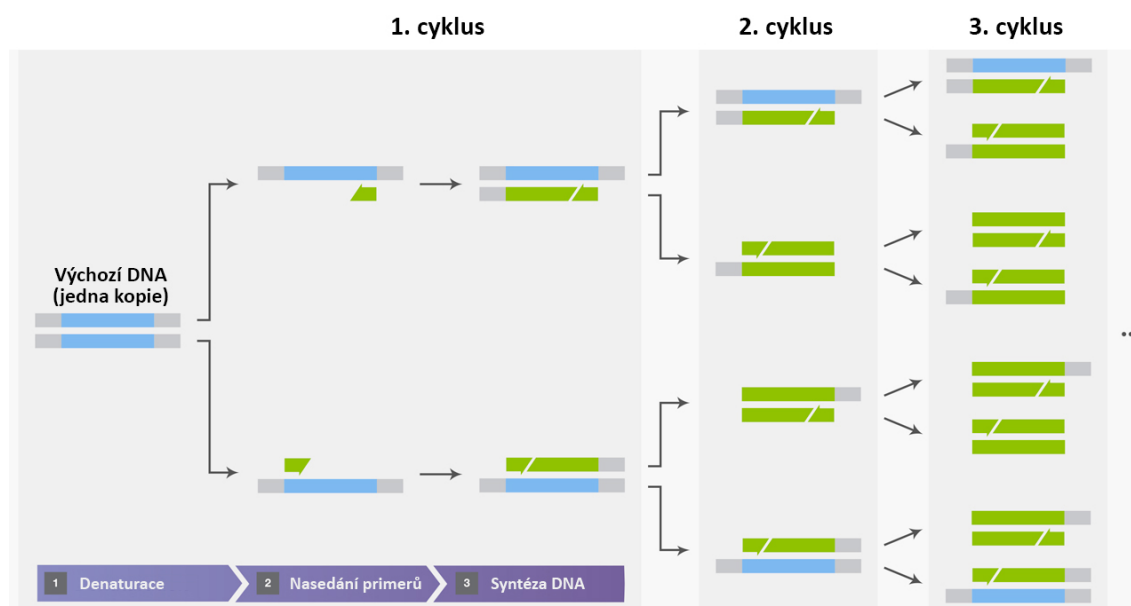 1. cyklus
2. cyklus
3. cyklus
Výchozí DNA
(jedna kopie)
1 Denaturace
2 Nasedání primerů
3 Syntéza DNA
..